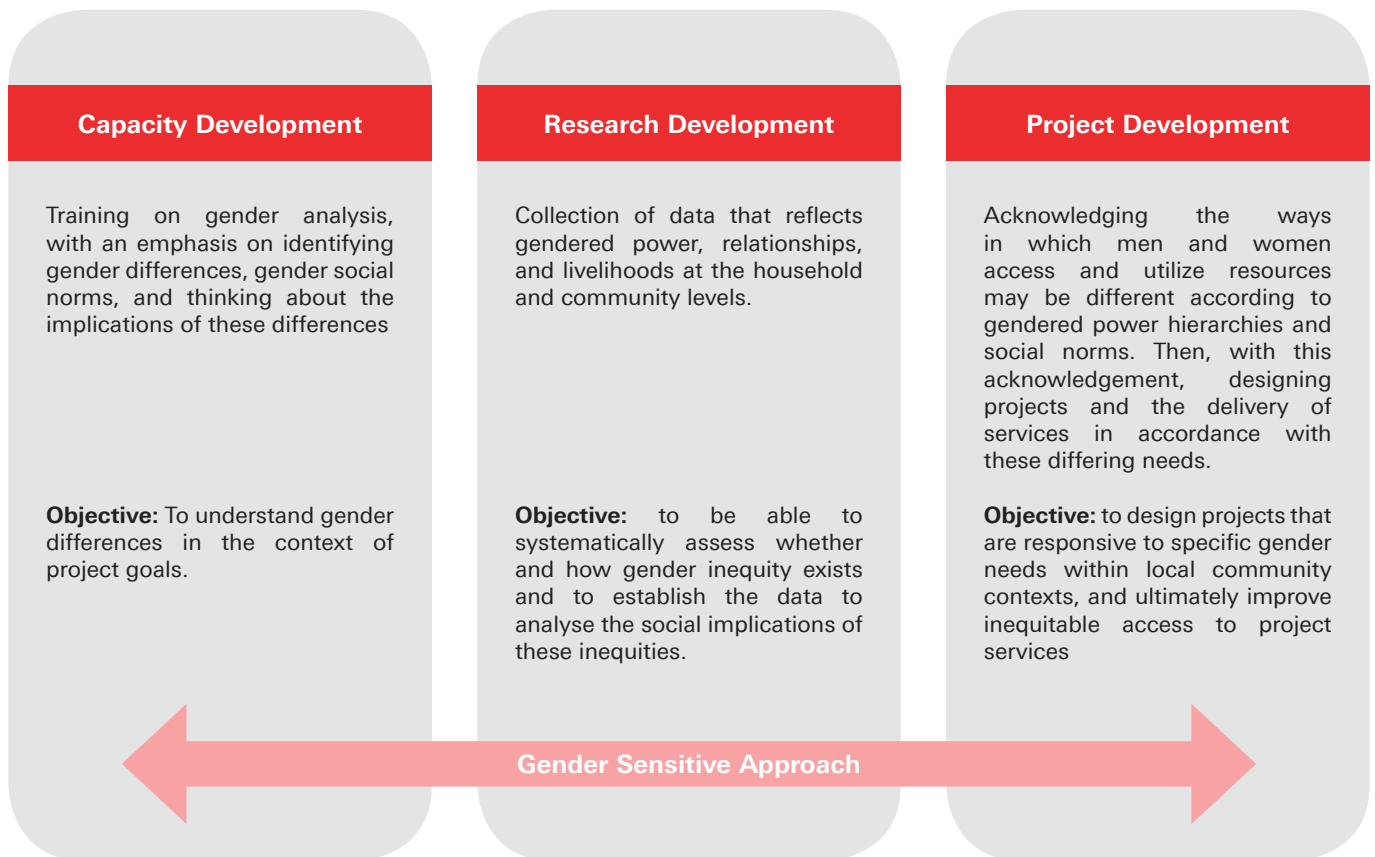 Capacity Development
Training on gender analysis,
with an emphasis on identifying
gender differences, gender social
norms, and thinking about the
implications of these differences
Objective: To understand gender
differences in the context of
project goals.
Research Development
Collection of data that reflects
gendered power, relationships,
and livelihoods at the household
and community levels.
Objective: to be able to
systematically assess whether
and how gender inequity exists
and to establish the data to
analyse the social implications of
these inequities.
Project Development
Acknowledging the ways
in which men and women
access and utilize resources
may be different according to
gendered power hierarchies and
social norms. Then, with this
acknowledgement, designing
projects and the delivery of
services in accordance with
these differing needs.
Objective: to design projects that
are responsive to specific gender
needs within local community
contexts, and ultimately improve
inequitable access to project
services
Gender Sensitive Approach